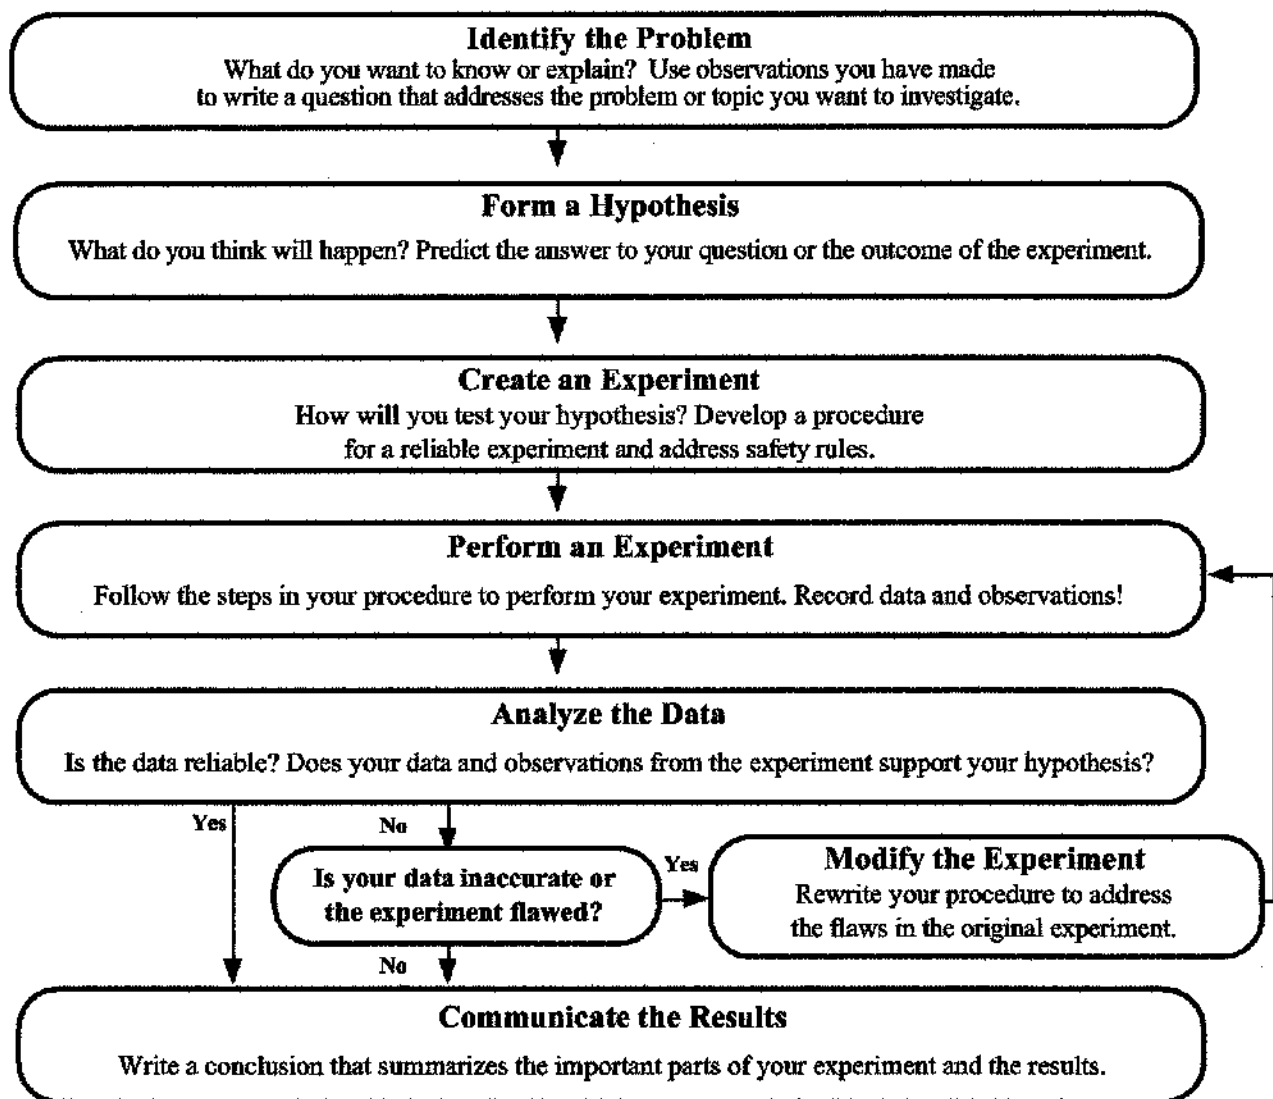 Identify the Problem
What do you want to know or explain? Use observations you have made
to write a question that addresses the problem or topic you want to investigate.
Form a Hypothesis
What do you think will happen? Predict the answer to your question or the outcome of the experiment.
Create an Experiment
How will you test your hypothesis? Develop a procedure
for a reliable experiment and address safety rules.
Perform an Experiment
Follow the steps in your procedure to perform your experiment. Record data and observations!
Analyze the Data
Is the data reliable? Does your data and observations from the experiment support your hypothesis?
Yes
No
Is your data inaccurate or
the experiment flawed?
Yes
Modify the Experiment
Rewrite your procedure to address
the flaws in the original experiment.
No
Communicate the Results
Write a conclusion that summarizes the important parts of your experiment and the results.